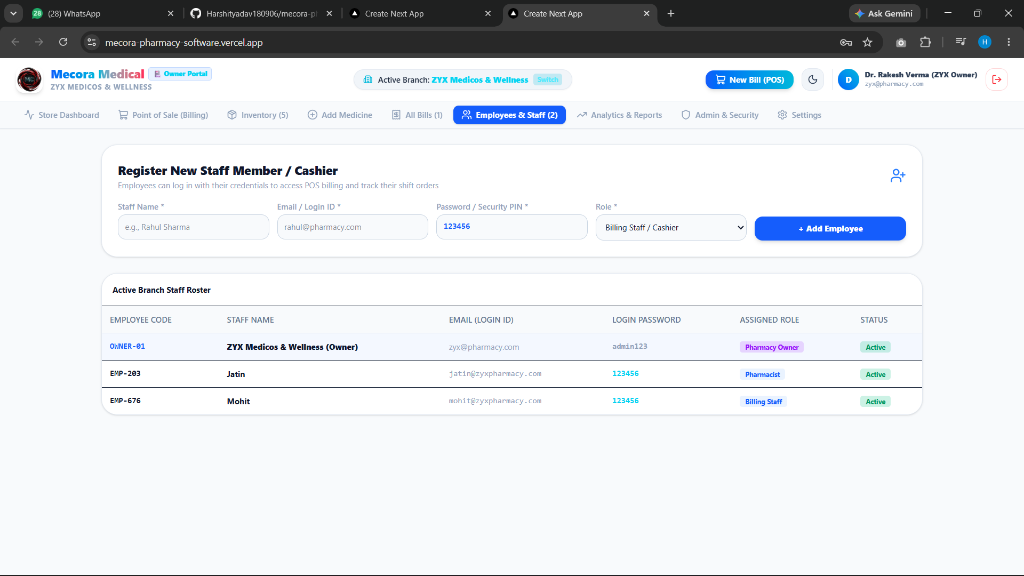 (28) WhatsApp
Harshityadav180906/mecora-pl
Create Next App
Create Next App
Ask Gemini
mecora-pharmacy-software.vercel.app
H
Mecora Medical
Owner Portal
ZYX MEDICOS & WELLNESS
Active Branch: ZYX Medicos & Wellness Switch
New Bill (POS)
D
Dr. Rakesh Verma (ZYX Owner)
zyx@pharmacy.com
Store Dashboard
Point of Sale (Billing)
Inventory (5)
Add Medicine
All Bills (1)
Employees & Staff (2)
Analytics & Reports
Admin & Security
Settings
Register New Staff Member / Cashier
Employees can log in with their credentials to access POS billing and track their shift orders
Staff Name * Email / Login ID * Password / Security PIN * Role *
e.g., Rahul Sharma rahul@pharmacy.com 123456 Billing Staff / Cashier + Add Employee
Active Branch Staff Roster
EMPLOYEE CODE STAFF NAME EMAIL (LOGIN ID) LOGIN PASSWORD ASSIGNED ROLE STATUS
OWNER-01 ZYX Medicos & Wellness (Owner) zyx@pharmacy.com admin123 Pharmacy Owner Active
EMP-203 Jatin jatin@zyxpharmacy.com 123456 Pharmacist Active
EMP-676 Mohit mohit@zyxpharmacy.com 123456 Billing Staff Active